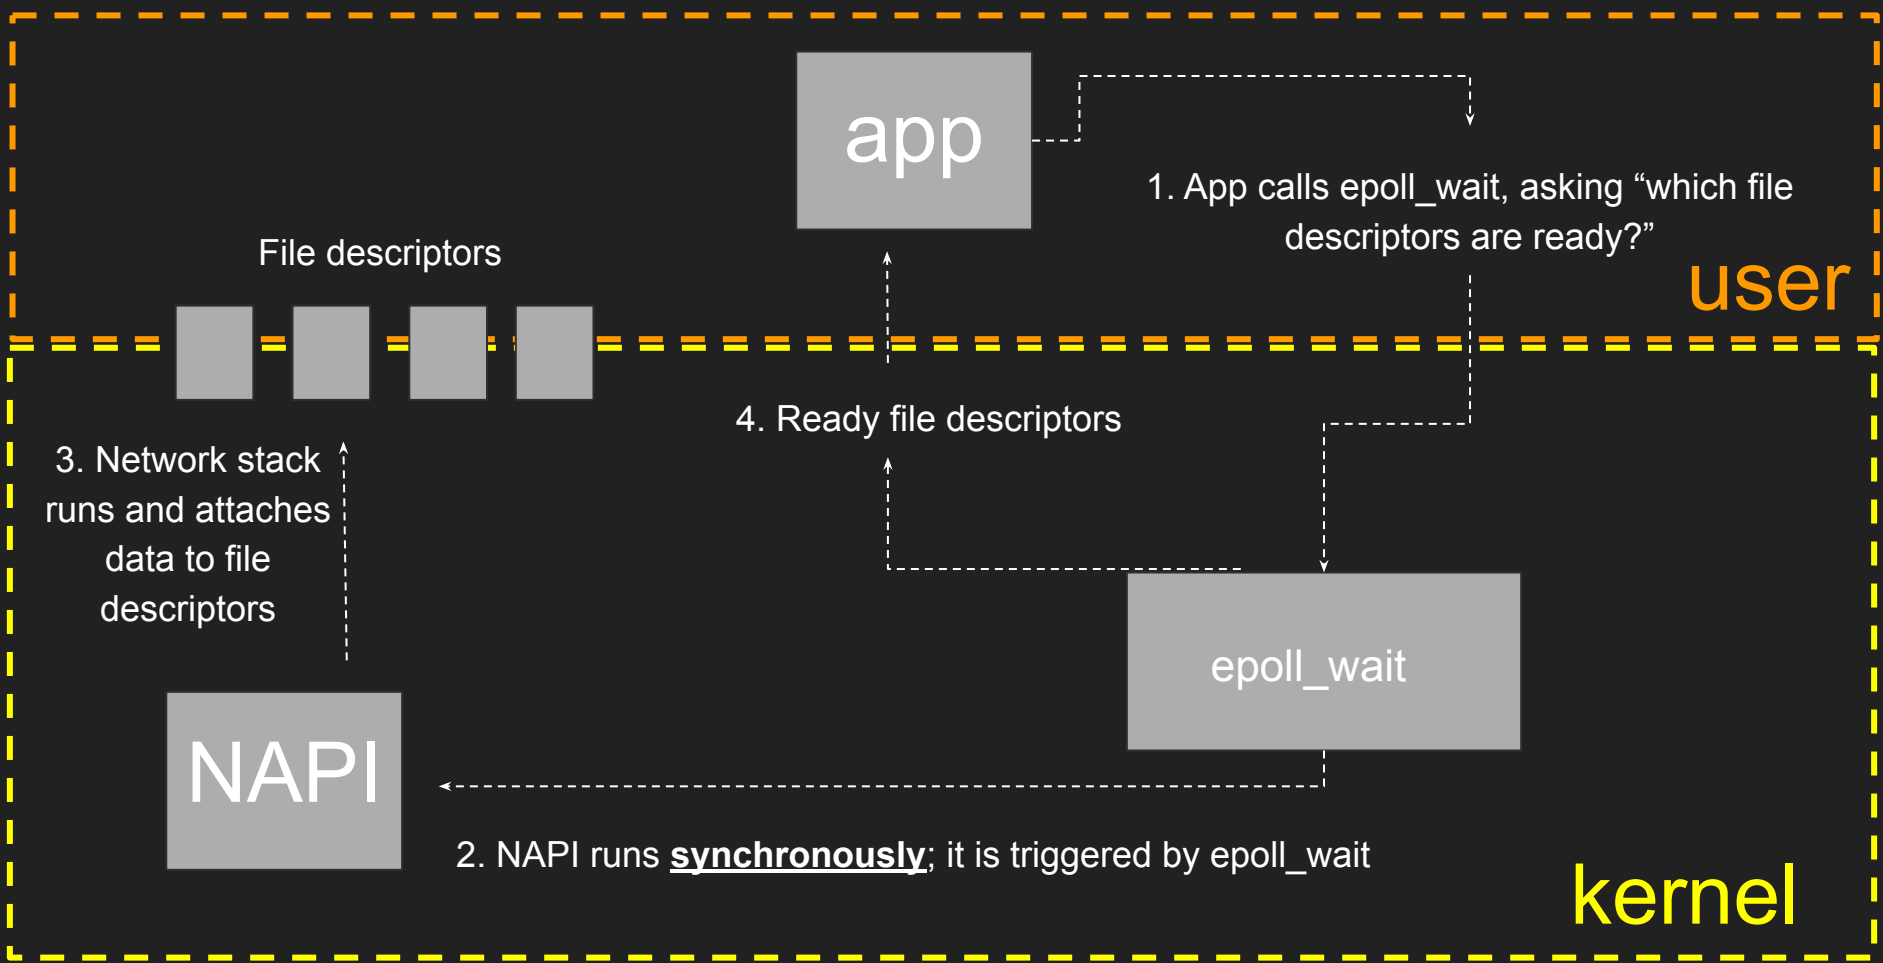 app
1. App calls epoll_wait, asking “which file
descriptors are ready?”
user
File descriptors
4. Ready file descriptors
3. Network stack
runs and attaches
data to file
descriptors
epoll_wait
NAPI
2. NAPI runs synchronously; it is triggered by epoll_wait
kernel